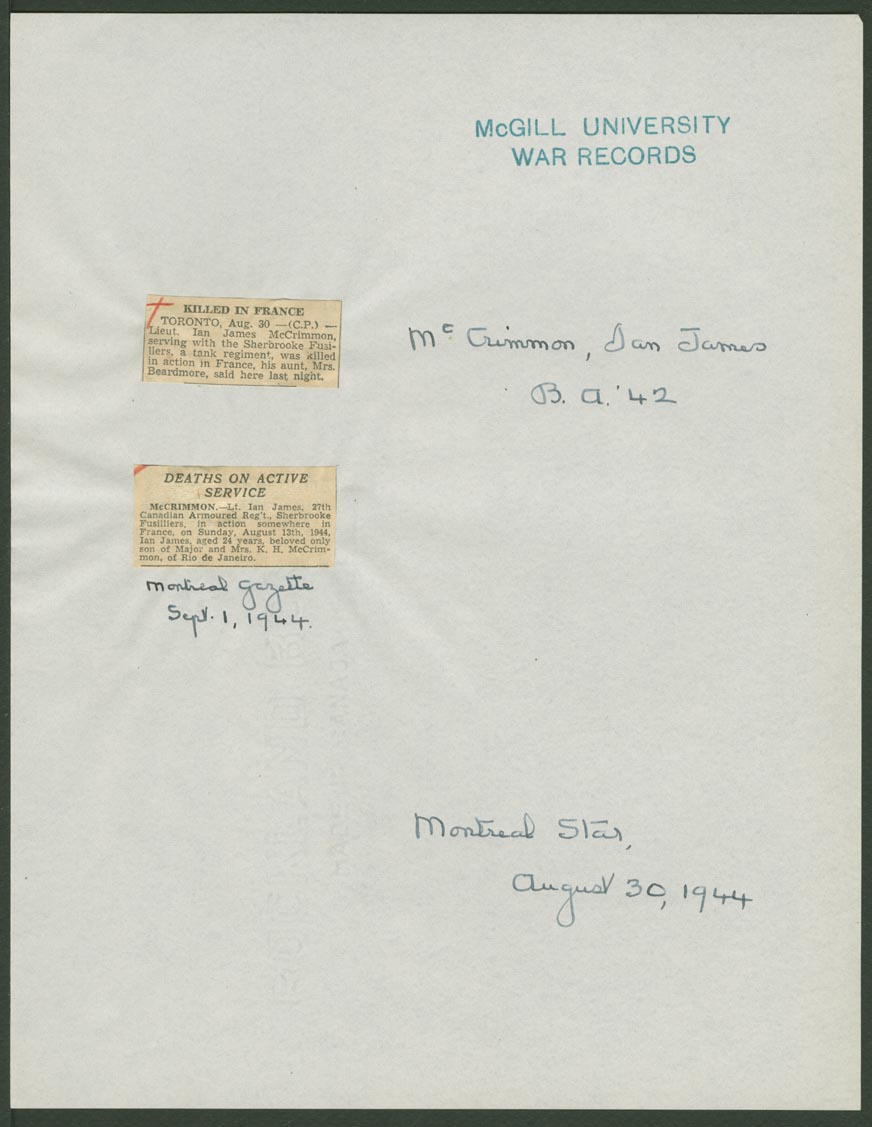 McGILL UNIVERSITY
WAR RECORDS
KILLED IN FRANCE
TORONTO, Aug. 30 —(C.P.) —
Lieut. Ian James McCrimmon,
serving with the Sherbrooke Fusi-
liers, a tank regiment, was killed
in action in France, his aunt, Mrs.
Beardmore, said here last night.
Mc Crimmon, Ian James
B. A. '42
DEATHS ON ACTIVE
SERVICE
McCRIMMON.—Lt. Ian James, 27th
Canadian Armoured Reg't., Sherbrooke
Fusilliers, in action somewhere in
France, on Sunday, August 13th, 1944,
Ian James, aged 24 years, beloved only
son of Major and Mrs. K. H. McCrim-
mon, of Rio de Janeiro.
Montreal Gazette
Sept. 1, 1944.
Montreal Star,
August 30, 1944